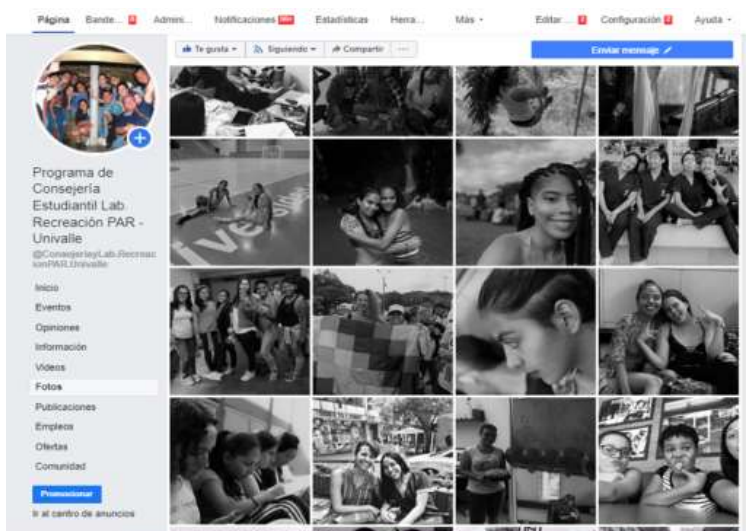 Página Bande... Admini... Notificaciones 99+ Estadísticas Herra... Más Editar ... Configuración Ayuda
Te gusta Siguiendo Compartir ... Enviar mensaje
Programa de
Consejería
Estudiantil Lab
Recreación PAR -
Univalle
@ConsejeriayLab.Recreac
ionPAR.Univalle
Inicio
Eventos
Opiniones
Información
Videos
Fotos
Publicaciones
Empleos
Ofertas
Comunidad
Promocionar
Ir al centro de anuncios